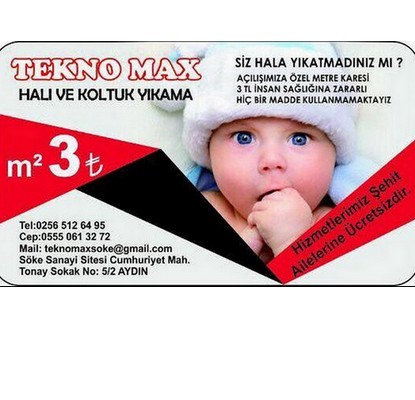 TEKNO MAX
HALI VE KOLTUK YIKAMA
SİZ HALA YIKATMADINIZ MI ?
AÇILIŞIMIZA ÖZEL METRE KARESİ
3 TL İNSAN SAĞLIĞINA ZARARLI
HİÇ BİR MADDE KULLANMAMAKTAYIZ
m² 3 ₺
Hizmetlerimiz Şehit
Ailelerine Ücretsizdir.
Tel:0256 512 64 95
Cep:0555 061 32 72
Mail: teknomaxsoke@gmail.com
Söke Sanayi Sitesi Cumhuriyet Mah.
Tonay Sokak No: 5/2 AYDIN